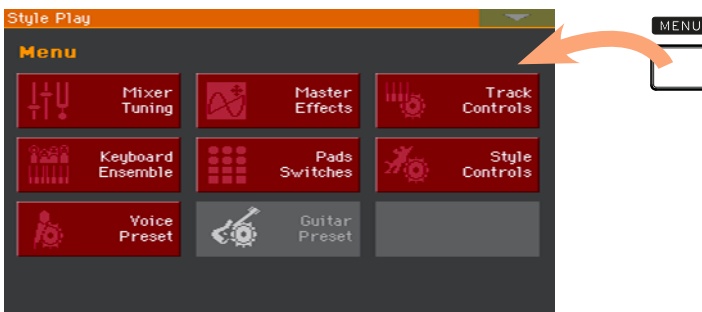 Style Play
MENU
Menu
Mixer
Tuning
Master
Effects
Track
Controls
Keyboard
Ensemble
Pads
Switches
Style
Controls
Voice
Preset
Guitar
Preset